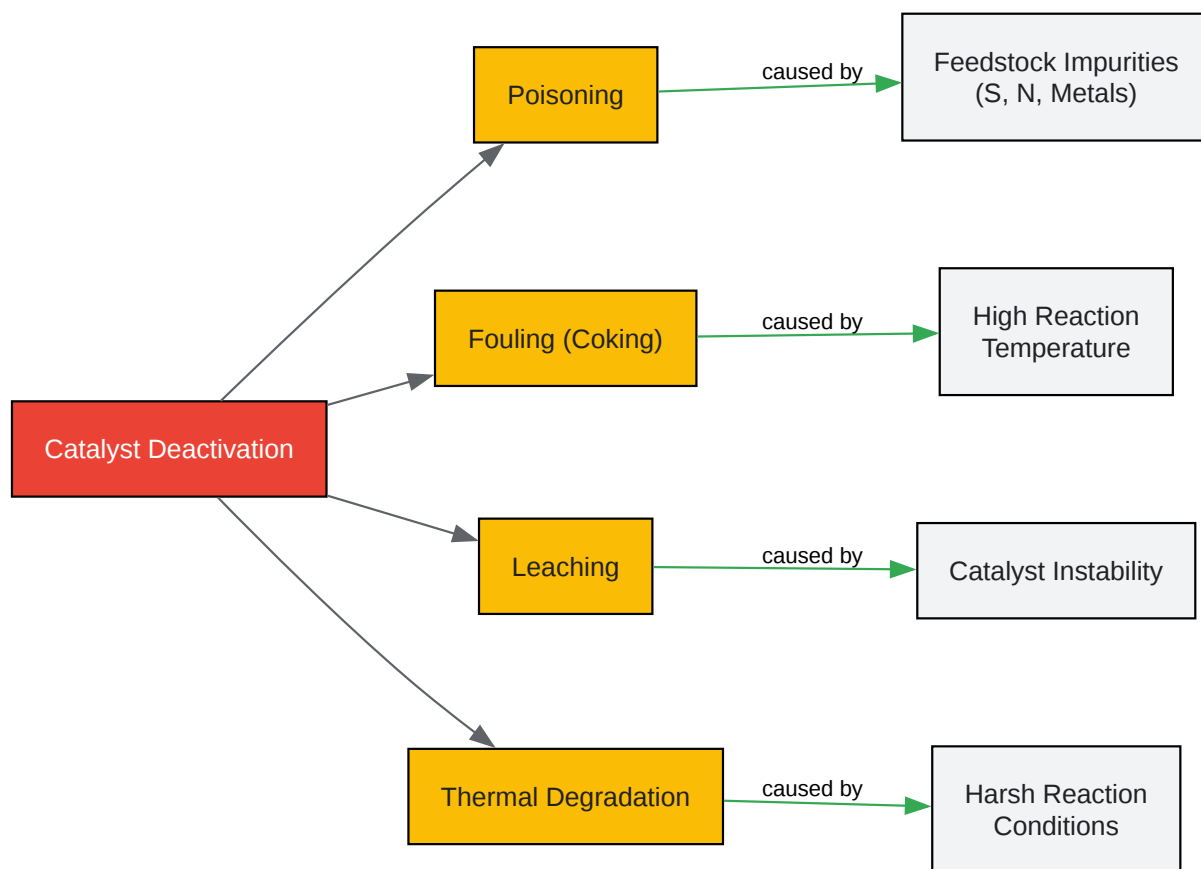 Poisoning
caused by
Feedstock Impurities
(S, N, Metals)
Fouling (Coking)
caused by
High Reaction
Temperature
Catalyst Deactivation
Leaching
caused by
Catalyst Instability
Thermal Degradation
caused by
Harsh Reaction
Conditions